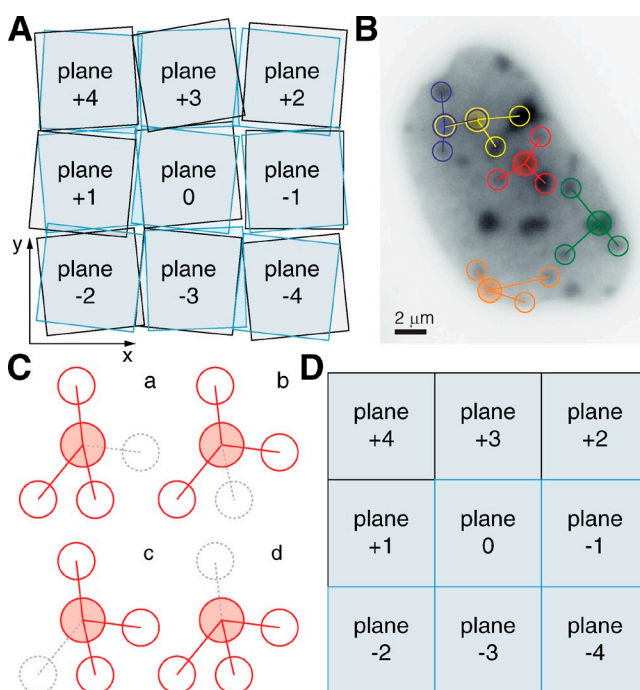 A
plane
+4
plane
+3
plane
+2
plane
+1
plane
0
plane
-1
plane
-2
plane
-3
plane
-4
y
x
B
2 μm
C
a
b
c
d
D
plane
+4
plane
+3
plane
+2
plane
+1
plane
0
plane
-1
plane
-2
plane
-3
plane
-4